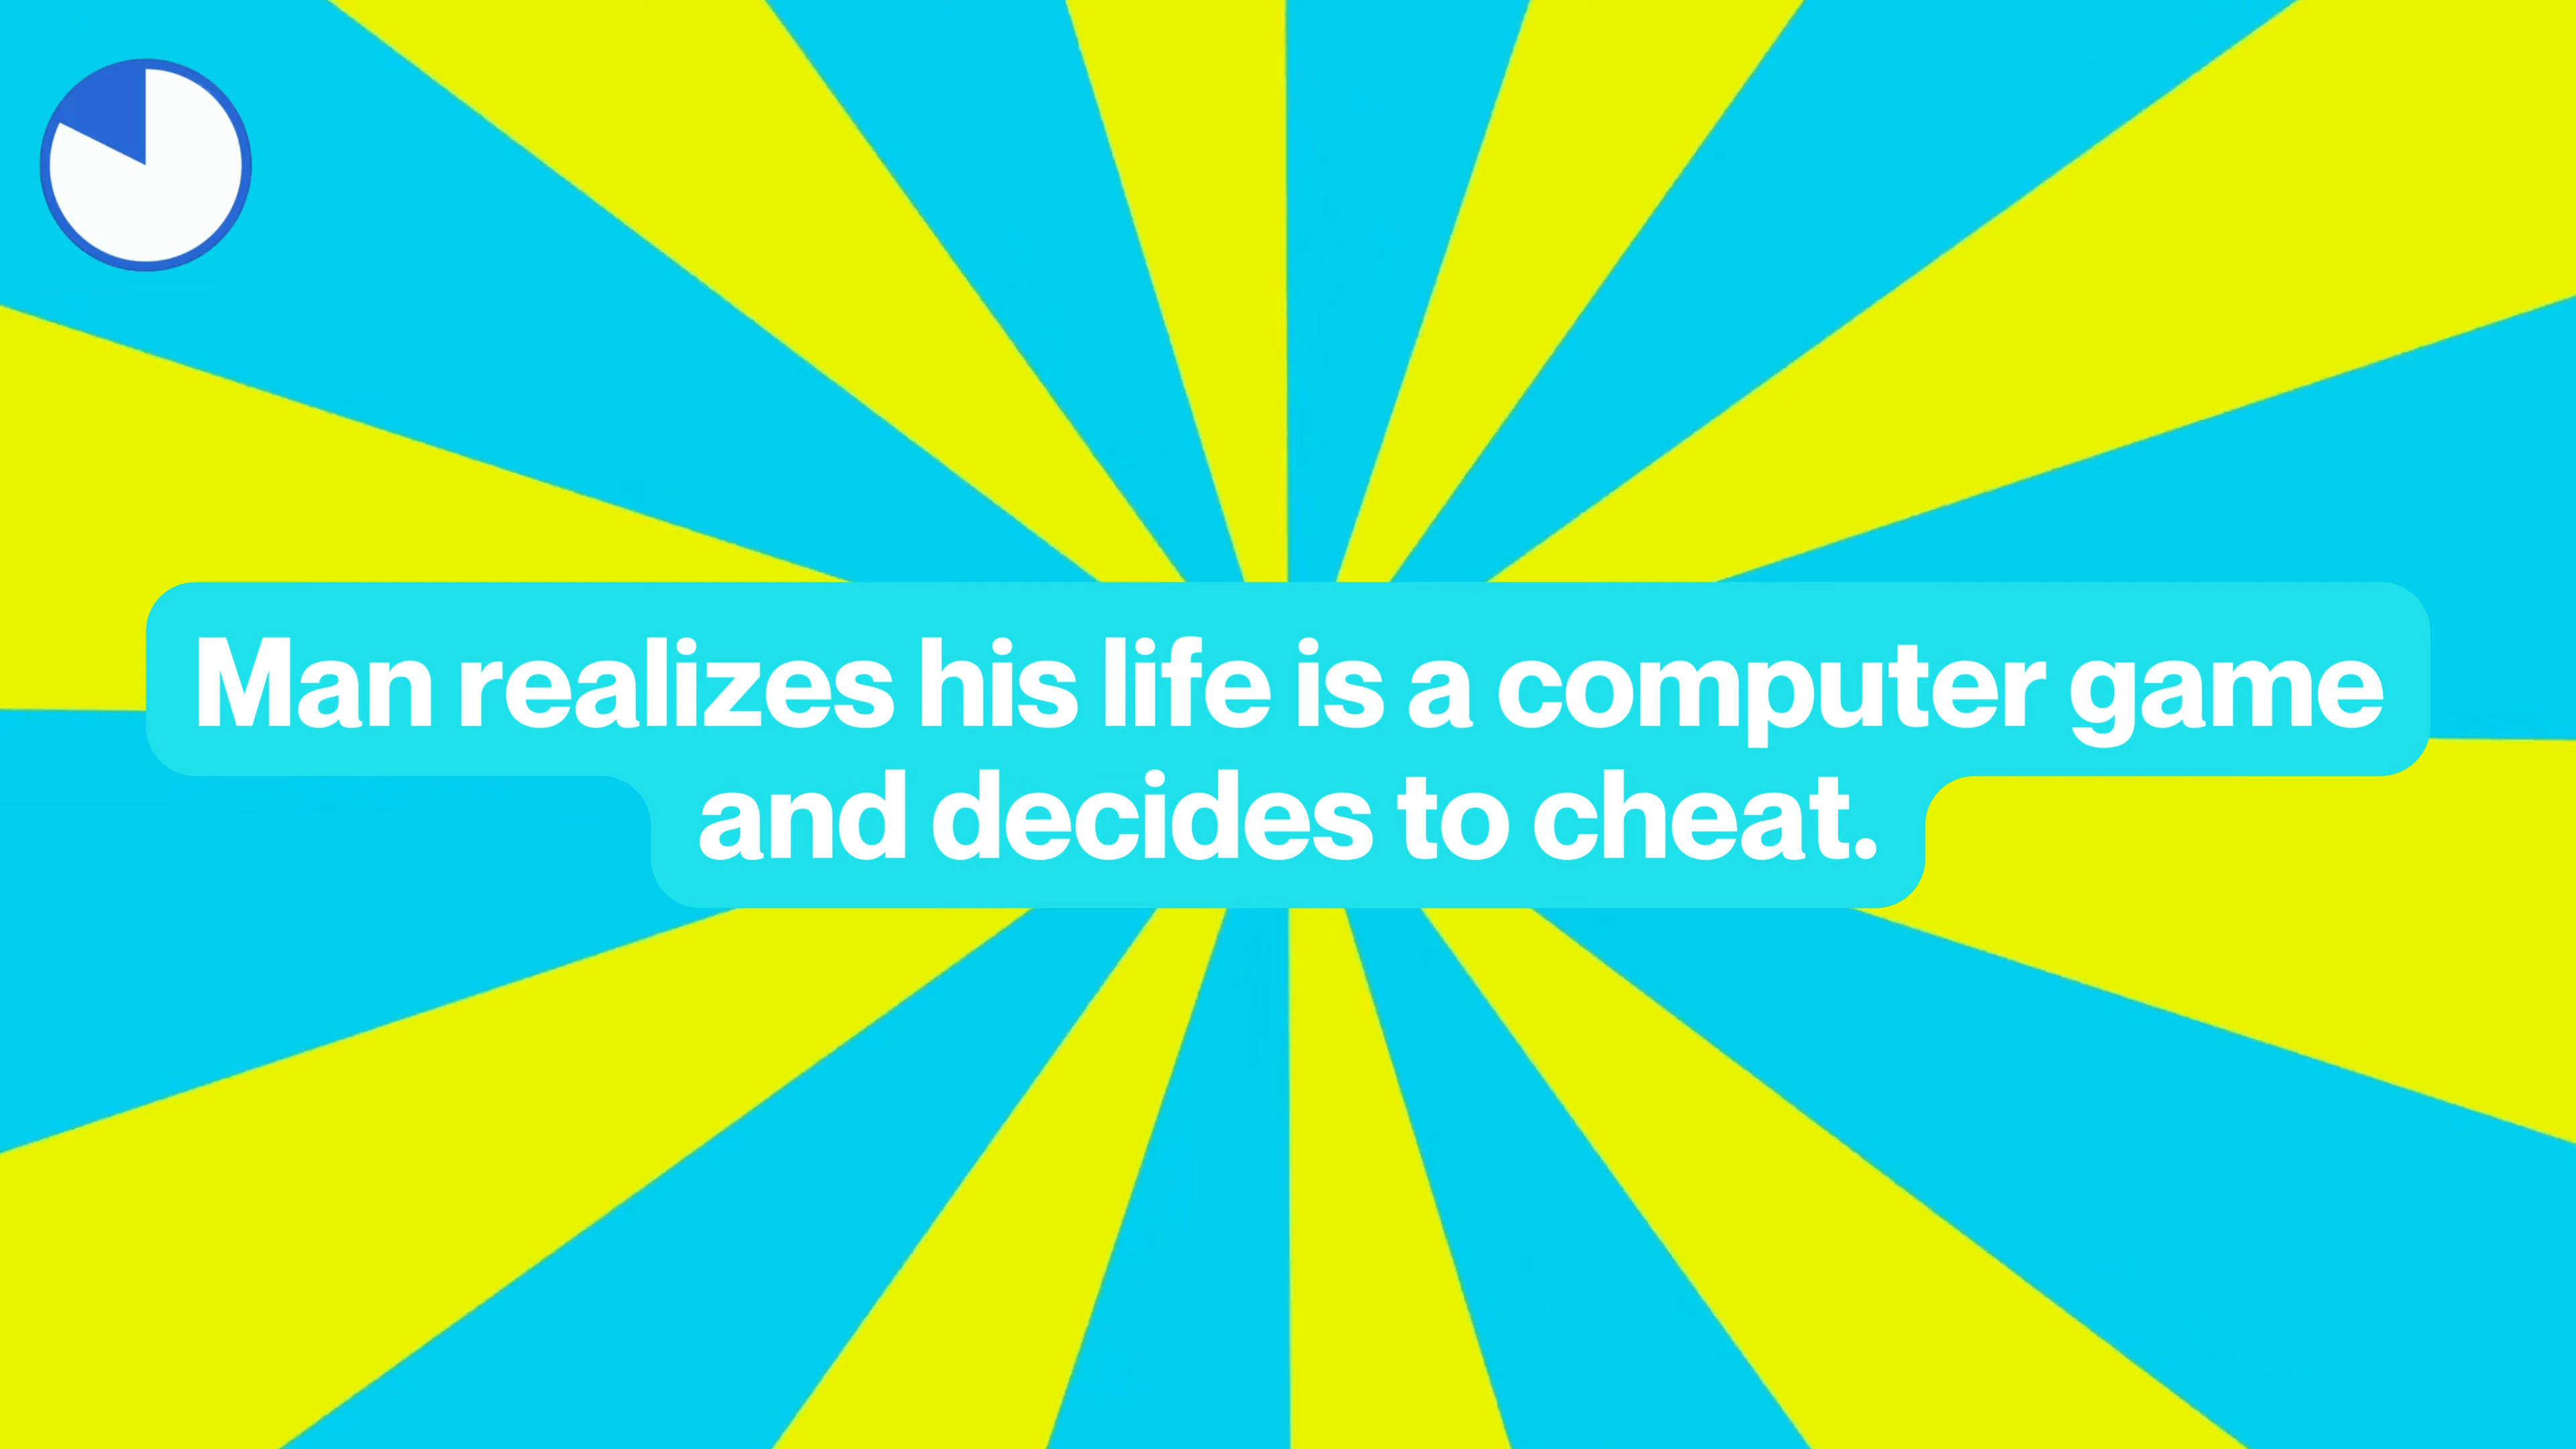 Man realizes his life is a computer game
and decides to cheat.